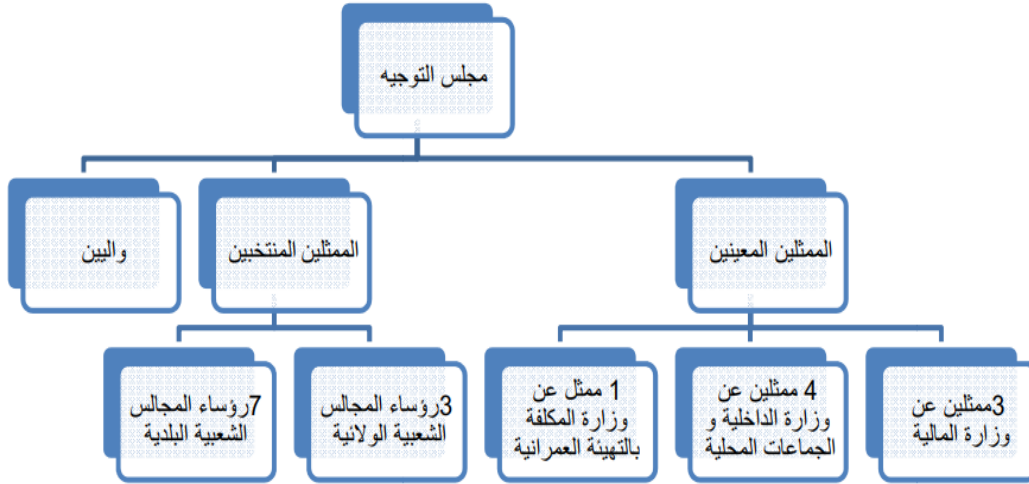 مجلس التوجيه
الممثلين المعينين
الممثلين المنتخبين
واليين
3ممثلين عن
وزارة المالية
4 ممثلين عن
وزارة الداخلية و
الجماعات المحلية
1 ممثل عن
وزارة المكلفة
بالتهيئة العمرانية
3رؤساء المجالس
الشعبية الولائية
7رؤساء المجالس
الشعبية البلدية